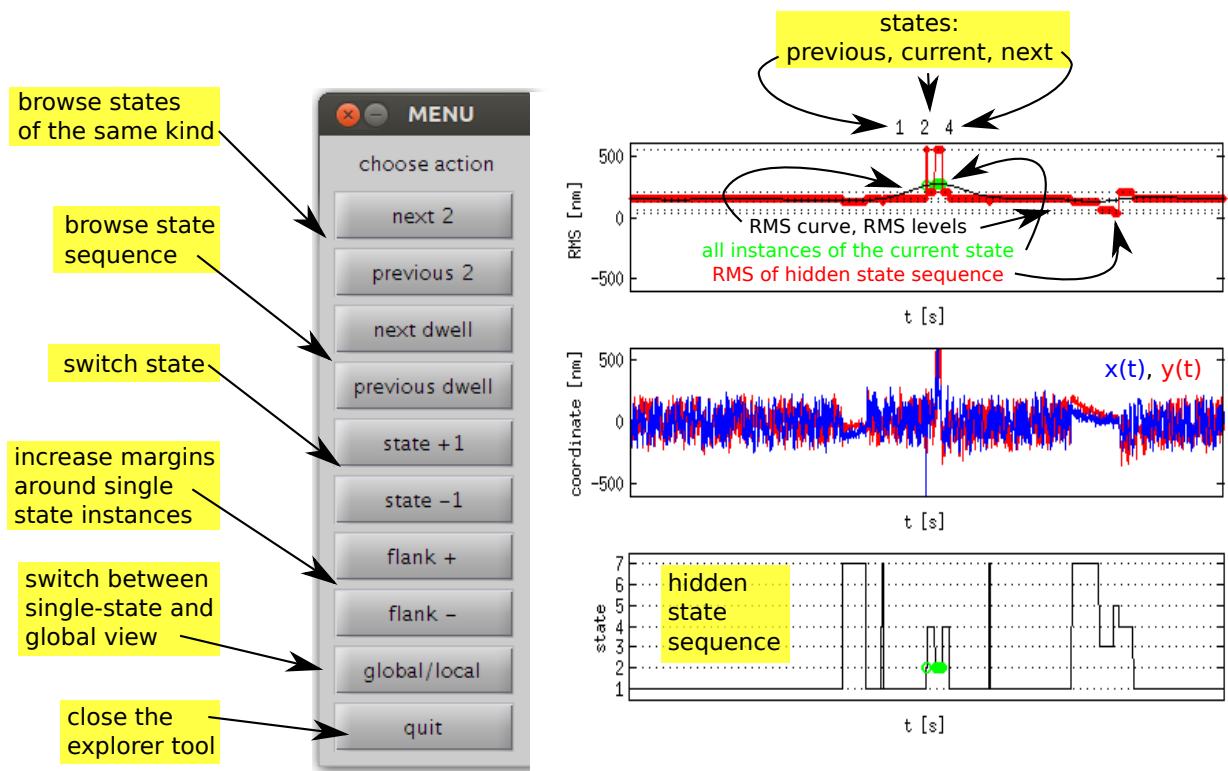 browse states
of the same kind
browse state
sequence
switch state
increase margins
around single
state instances
switch between
single-state and
global view
close the
explorer tool
MENU
choose action
next 2
previous 2
next dwell
previous dwell
state +1
state −1
flank +
flank −
global/local
quit
states:
previous, current, next
1 2 4
500
0
−500
RMS [nm]
RMS curve, RMS levels
all instances of the current state
RMS of hidden state sequence
t [s]
500
0
−500
coordinate [nm]
x(t), y(t)
t [s]
7
6
5
4
3
2
1
state
hidden
state
sequence
t [s]